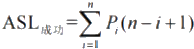 ASL成功=∑_{i=1}^{n} P_i(n-i+1)